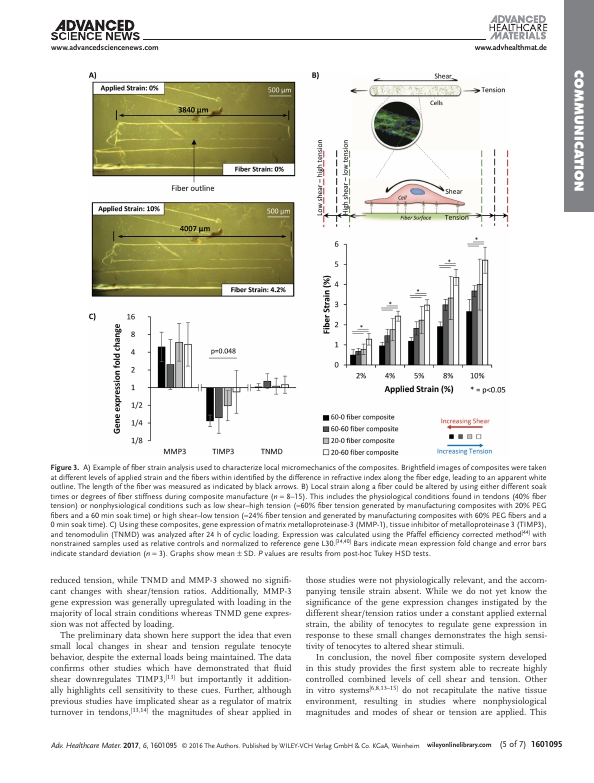 ADVANCED
SCIENCE NEWS
www.advancedsciencenews.com
ADVANCED
HEALTHCARE
MATERIALS
www.advhealthmat.de
COMMUNICATION
A)
Applied Strain: 0%
500 µm
3840 µm
Fiber Strain: 0%
Fiber outline
Applied Strain: 10%
500 µm
4007 µm
Fiber Strain: 4.2%
B)
Shear
Tension
Cells
Low shear – high tension
High shear – low tension
Cell
Shear
Fiber Surface
Tension
Fiber Strain (%)
6
5
4
3
2
1
0
* * * * *
2% 4% 5% 8% 10%
Applied Strain (%)
* = p<0.05
60-0 fiber composite
60-60 fiber composite
20-0 fiber composite
20-60 fiber composite
Increasing Shear
Increasing Tension
C)
Gene expression fold change
16
8
4
2
1
1/2
1/4
1/8
p=0.048
MMP3 TIMP3 TNMD
Figure 3. A) Example of fiber strain analysis used to characterize local micromechanics of the composites. Brightfield images of composites were taken
at different levels of applied strain and the fibers within identified by the difference in refractive index along the fiber edge, leading to an apparent white
outline. The length of the fiber was measured as indicated by black arrows. B) Local strain along a fiber could be altered by using either different soak
times or degrees of fiber stiffness during composite manufacture (n = 8–15). This includes the physiological conditions found in tendons (40% fiber
tension) or nonphysiological conditions such as low shear–high tension (≈60% fiber tension generated by manufacturing composites with 20% PEG
fibers and a 60 min soak time) or high shear–low tension (≈24% fiber tension and generated by manufacturing composites with 60% PEG fibers and a
0 min soak time). C) Using these composites, gene expression of matrix metalloproteinase-3 (MMP-1), tissue inhibitor of metalloproteinase 3 (TIMP3),
and tenomodulin (TNMD) was analyzed after 24 h of cyclic loading. Expression was calculated using the Pfaffel efficiency corrected method[44] with
nonstrained samples used as relative controls and normalized to reference gene L30.[34,40] Bars indicate mean expression fold change and error bars
indicate standard deviation (n = 3). Graphs show mean ± SD. P values are results from post-hoc Tukey HSD tests.
reduced tension, while TNMD and MMP-3 showed no signifi-
cant changes with shear/tension ratios. Additionally, MMP-3
gene expression was generally upregulated with loading in the
majority of local strain conditions whereas TNMD gene expres-
sion was not affected by loading.
The preliminary data shown here support the idea that even
small local changes in shear and tension regulate tenocyte
behavior, despite the external loads being maintained. The data
confirms other studies which have demonstrated that fluid
shear downregulates TIMP3,[13] but importantly it addition-
ally highlights cell sensitivity to these cues. Further, although
previous studies have implicated shear as a regulator of matrix
turnover in tendons,[13,14] the magnitudes of shear applied in
those studies were not physiologically relevant, and the accom-
panying tensile strain absent. While we do not yet know the
significance of the gene expression changes instigated by the
different shear/tension ratios under a constant applied external
strain, the ability of tenocytes to regulate gene expression in
response to these small changes demonstrates the high sensi-
tivity of tenocytes to altered shear stimuli.
In conclusion, the novel fiber composite system developed
in this study provides the first system able to recreate highly
controlled combined levels of cell shear and tension. Other
in vitro systems[6,8,13–15] do not recapitulate the native tissue
environment, resulting in studies where nonphysiological
magnitudes and modes of shear or tension are applied. This
Adv. Healthcare Mater. 2017, 6, 1601095
© 2016 The Authors. Published by WILEY-VCH Verlag GmbH & Co. KGaA, Weinheim
wileyonlinelibrary.com
(5 of 7) 1601095